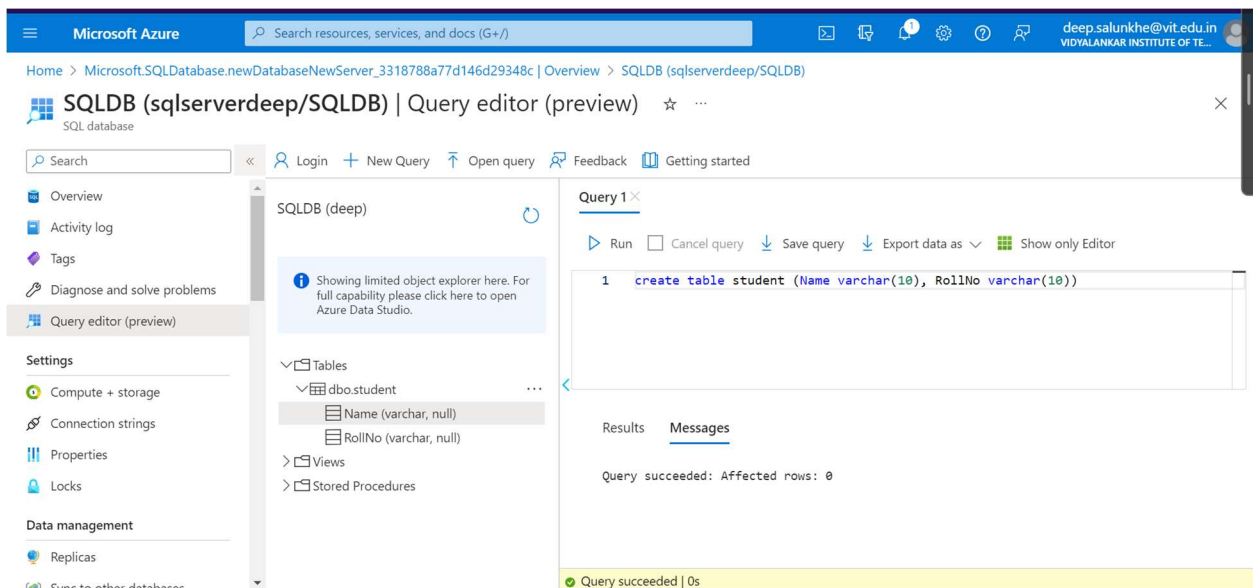 Microsoft Azure
Search resources, services, and docs (G+/)
1
deep.salunkhe@vit.edu.in
VIDYALANKAR INSTITUTE OF TE...
Home > Microsoft.SQLDatabase.newDatabaseNewServer_3318788a77d146d29348c | Overview > SQLDB (sqlserverdeep/SQLDB)
SQLDB (sqlserverdeep/SQLDB) | Query editor (preview)
SQL database
Search
Login
New Query
Open query
Feedback
Getting started
Overview
Activity log
Tags
Diagnose and solve problems
Query editor (preview)
Settings
Compute + storage
Connection strings
Properties
Locks
Data management
Replicas
Sync to other databases
SQLDB (deep)
Showing limited object explorer here. For
full capability please click here to open
Azure Data Studio.
Tables
dbo.student
Name (varchar, null)
RollNo (varchar, null)
Views
Stored Procedures
Query 1
Run
Cancel query
Save query
Export data as
Show only Editor
1 create table student (Name varchar(10), RollNo varchar(10))
Results
Messages
Query succeeded: Affected rows: 0
Query succeeded | 0s